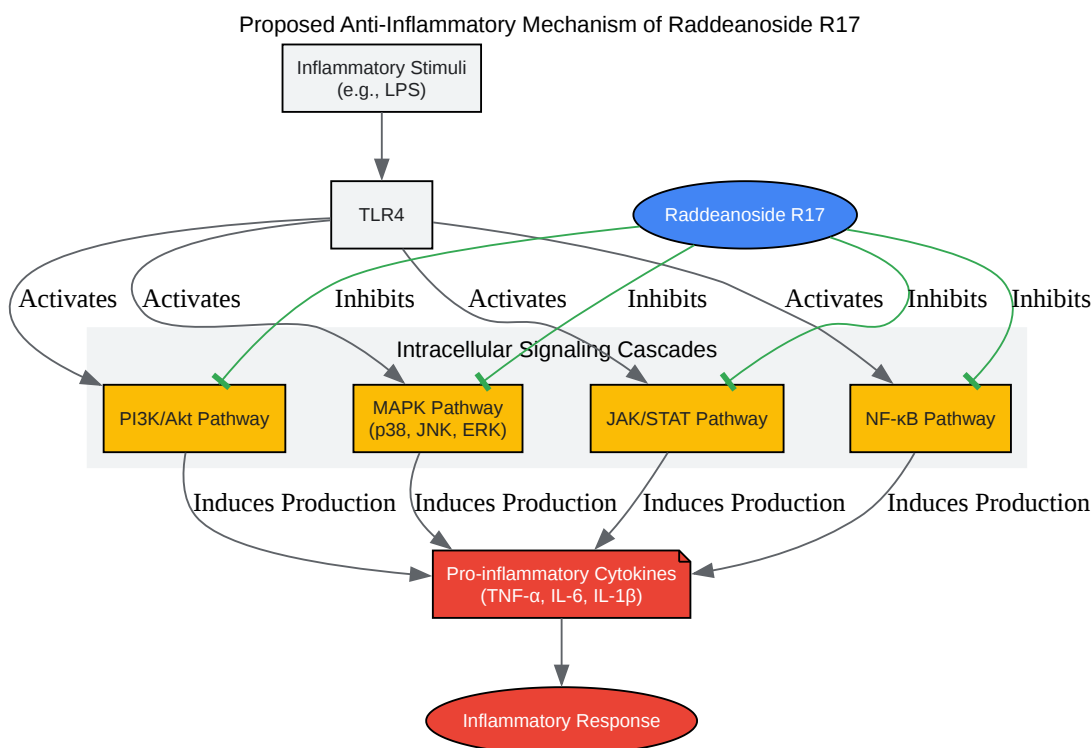 Proposed Anti-Inflammatory Mechanism of Raddeanoside R17
Inflammatory Stimuli
(e.g., LPS)
TLR4
Raddeanoside R17
Activates
Activates
Inhibits
Activates
Inhibits
Activates
Inhibits
Inhibits
Intracellular Signaling Cascades
PI3K/Akt Pathway
MAPK Pathway
(p38, JNK, ERK)
JAK/STAT Pathway
NF-κB Pathway
Induces Production
Induces Production
Induces Production
Induces Production
Pro-inflammatory Cytokines
(TNF-α, IL-6, IL-1β)
Inflammatory Response